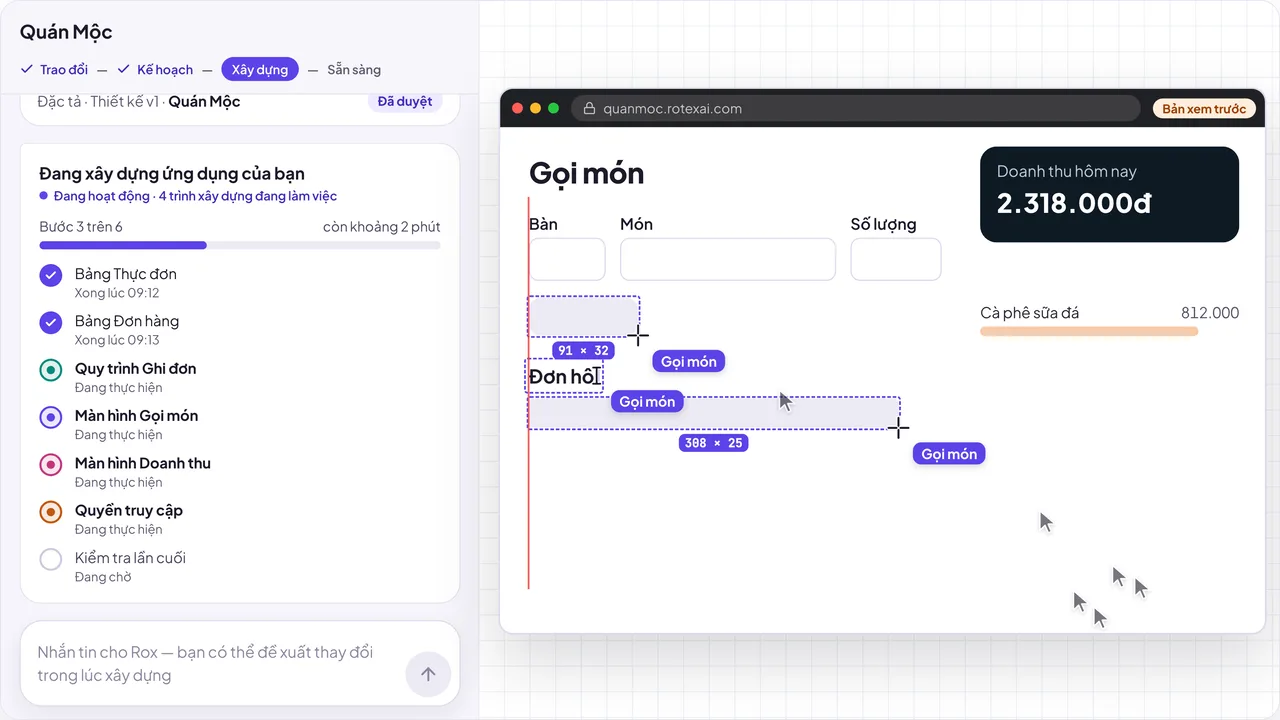 Quán Mộc
Trao đổi — Kế hoạch — Xây dựng — Sẵn sàng
Đặc tả · Thiết kế v1 · Quán Mộc
Đã duyệt
Đang xây dựng ứng dụng của bạn
Đang hoạt động · 4 trình xây dựng đang làm việc
Bước 3 trên 6
còn khoảng 2 phút
Bảng Thực đơn
Xong lúc 09:12
Bảng Đơn hàng
Xong lúc 09:13
Quy trình Ghi đơn
Đang thực hiện
Màn hình Gọi món
Đang thực hiện
Màn hình Doanh thu
Đang thực hiện
Quyền truy cập
Đang thực hiện
Kiểm tra lần cuối
Đang chờ
Nhắn tin cho Rox — bạn có thể đề xuất thay đổi
trong lúc xây dựng
quanmoc.rotexai.com
Bản xem trước
Gọi món
Bàn
Món
Số lượng
91 × 32
Gọi món
Đơn hô
Gọi món
308 × 25
Gọi món
Doanh thu hôm nay
2.318.000đ
Cà phê sữa đá
812.000